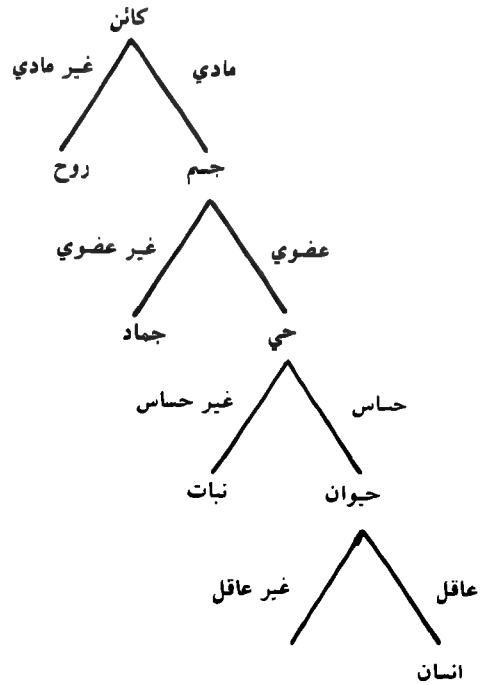 كائن
مادي غير مادي
جسم روح
عضوي غير عضوي
حي جماد
حساس غير حساس
حيوان نبات
عاقل غير عاقل
انسان